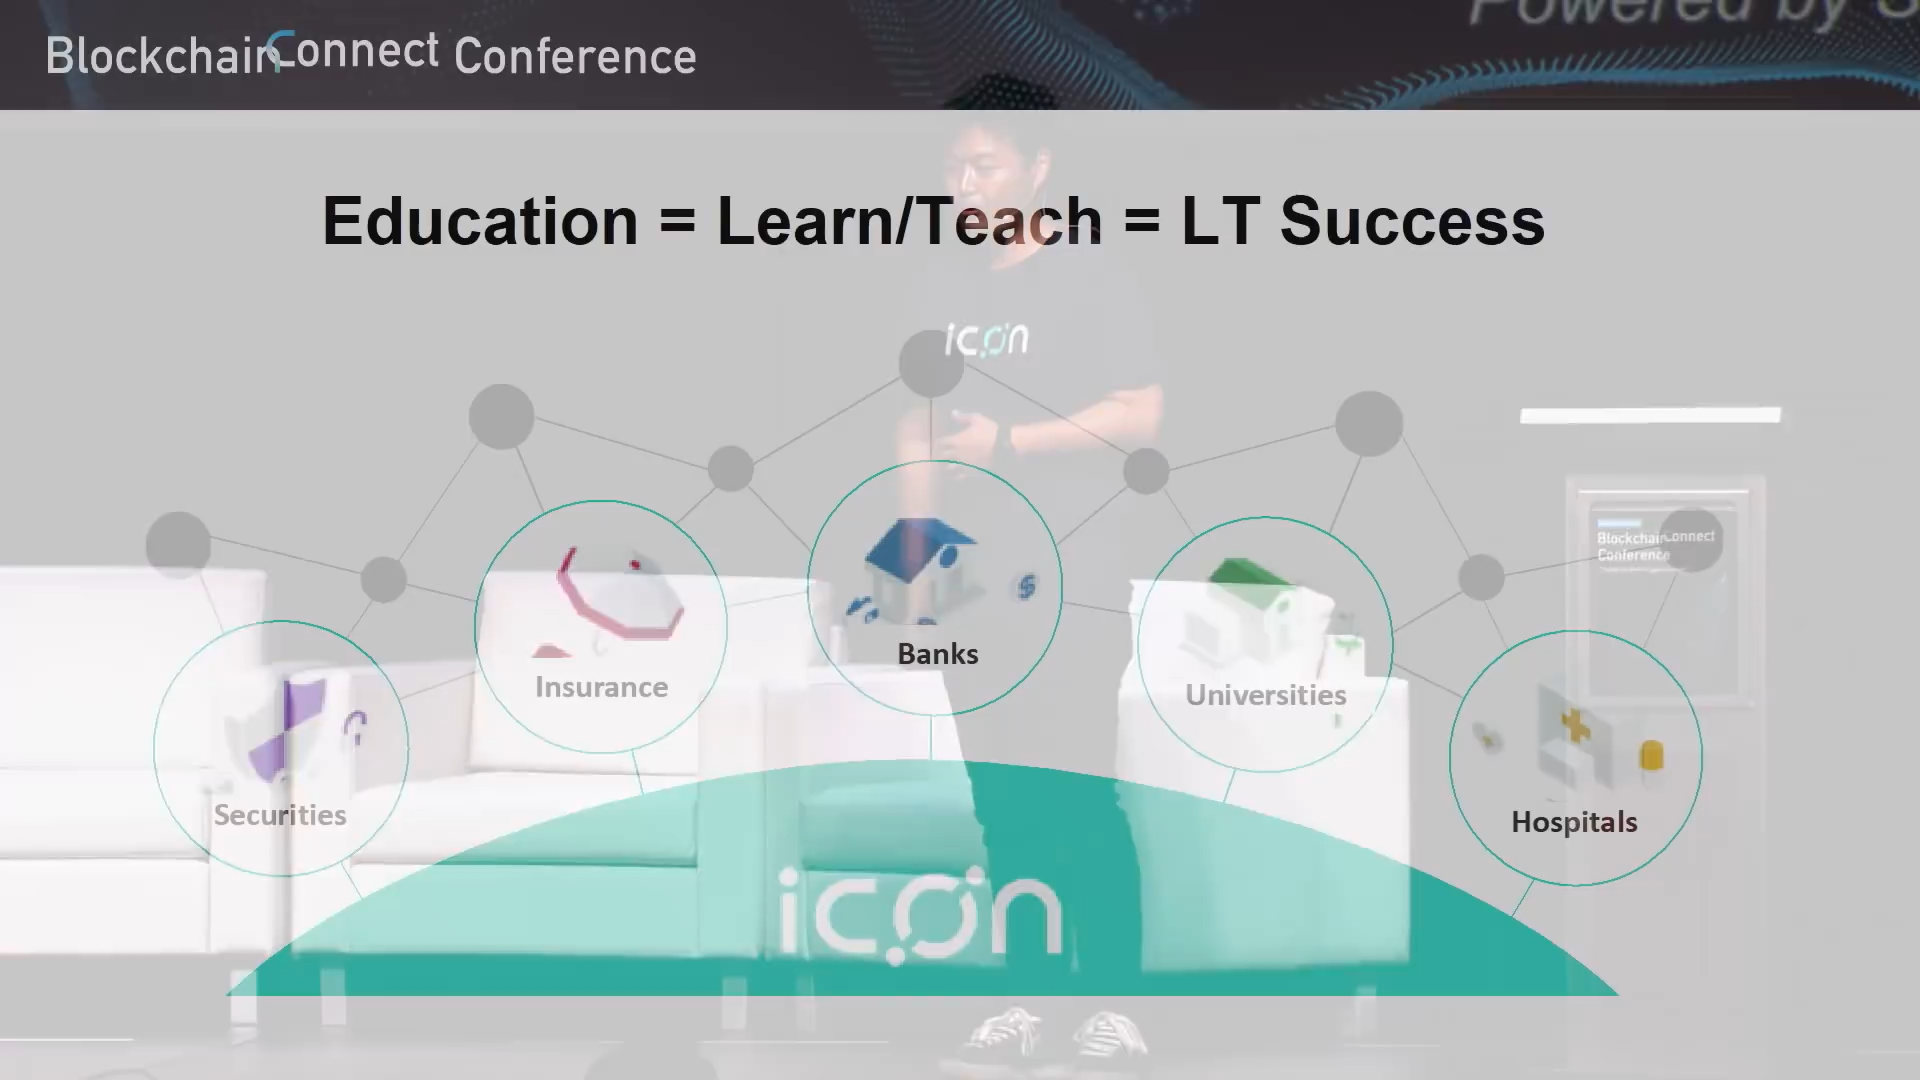 Powered by S
Blockchain Connect Conference
Education = Learn/Teach = LT Success
icon
Blockchain Connect
Conference
Banks
Insurance
Universities
Securities
Hospitals
icon